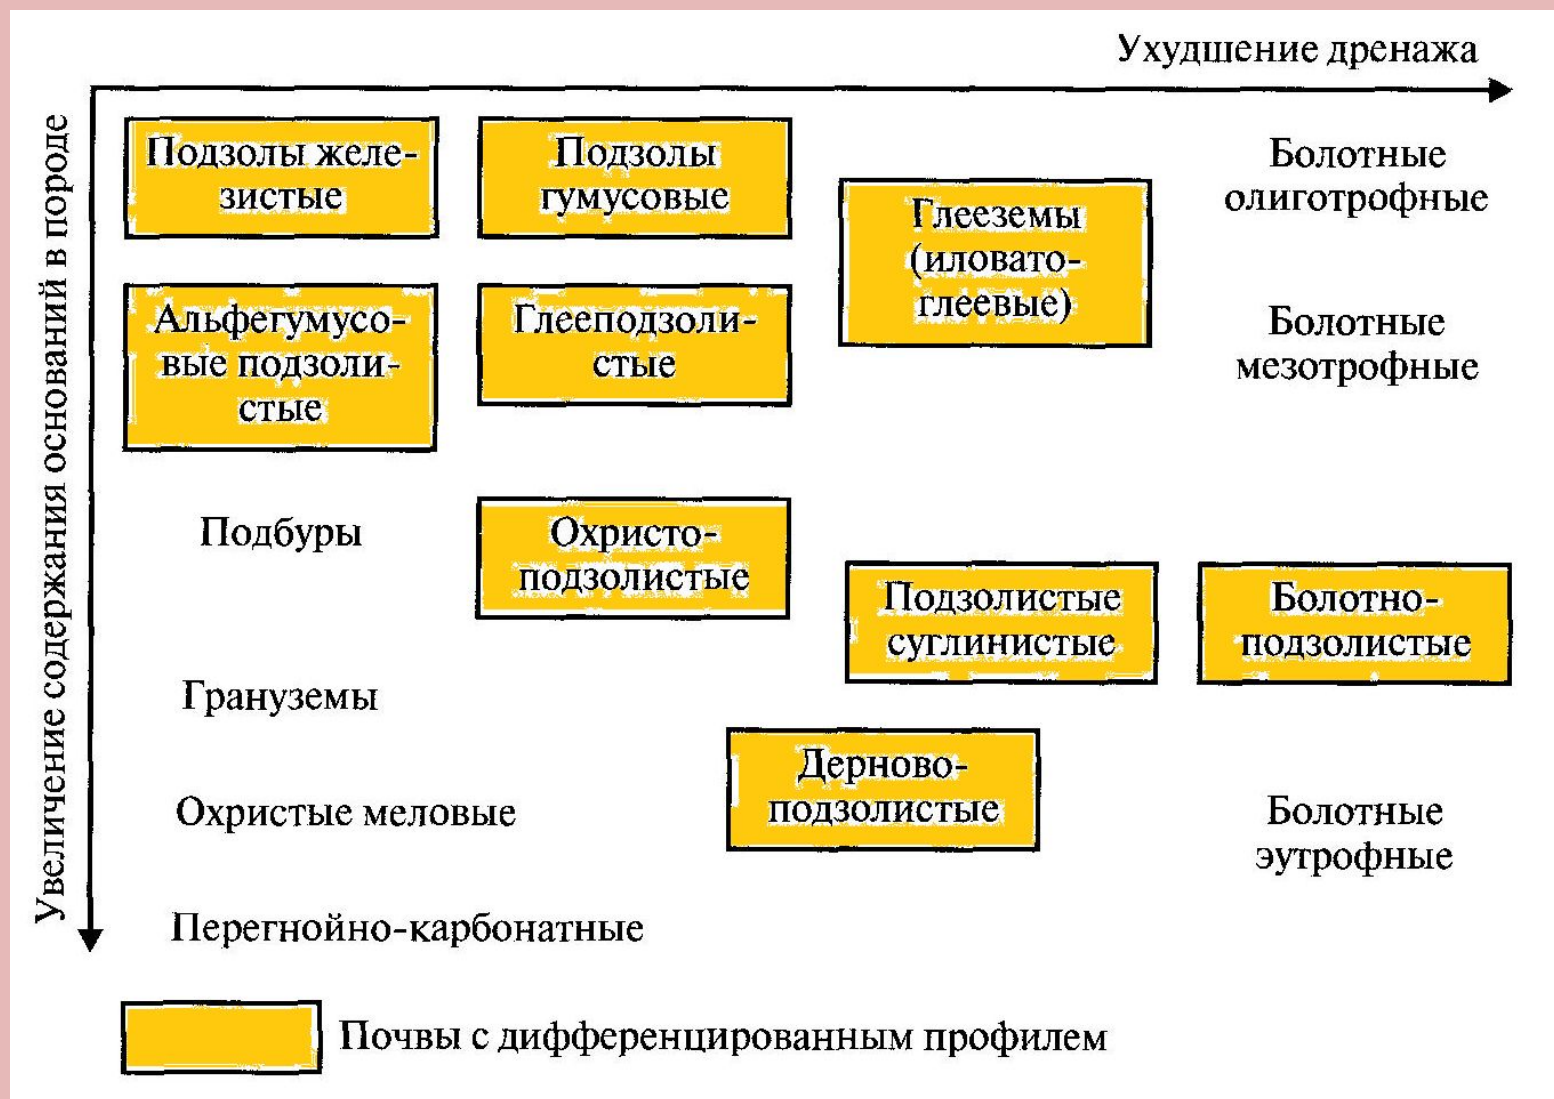 Ухудшение дренажа
Увеличение содержания оснований в породе
Подзолы желе-
зистые
Подзолы
гумусовые
Глееземы
(иловато-
глеевые)
Болотные
олиготрофные
Альфегумусо-
вые подзоли-
стые
Глееподзоли-
стые
Болотные
мезотрофные
Подбуры
Охристо-
подзолистые
Подзолистые
суглинистые
Болотно-
подзолистые
Грануземы
Дерново-
подзолистые
Охристые меловые
Болотные
эутрофные
Перегнойно-карбонатные
Почвы с дифференцированным профилем